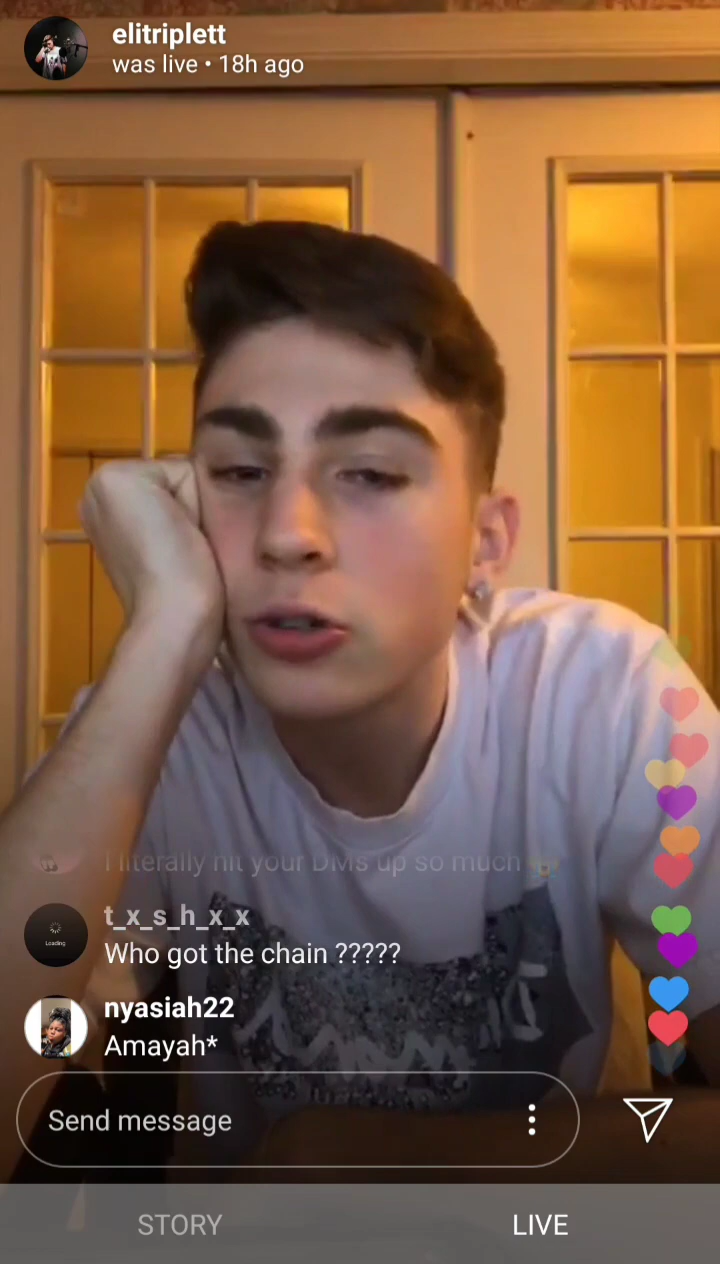 elitriplett
was live • 18h ago
I literally hit your DMs up so much
t_x_s_h_x_x
Loading
Who got the chain ?????
nyasiah22
Amayah*
Send message
STORY
LIVE